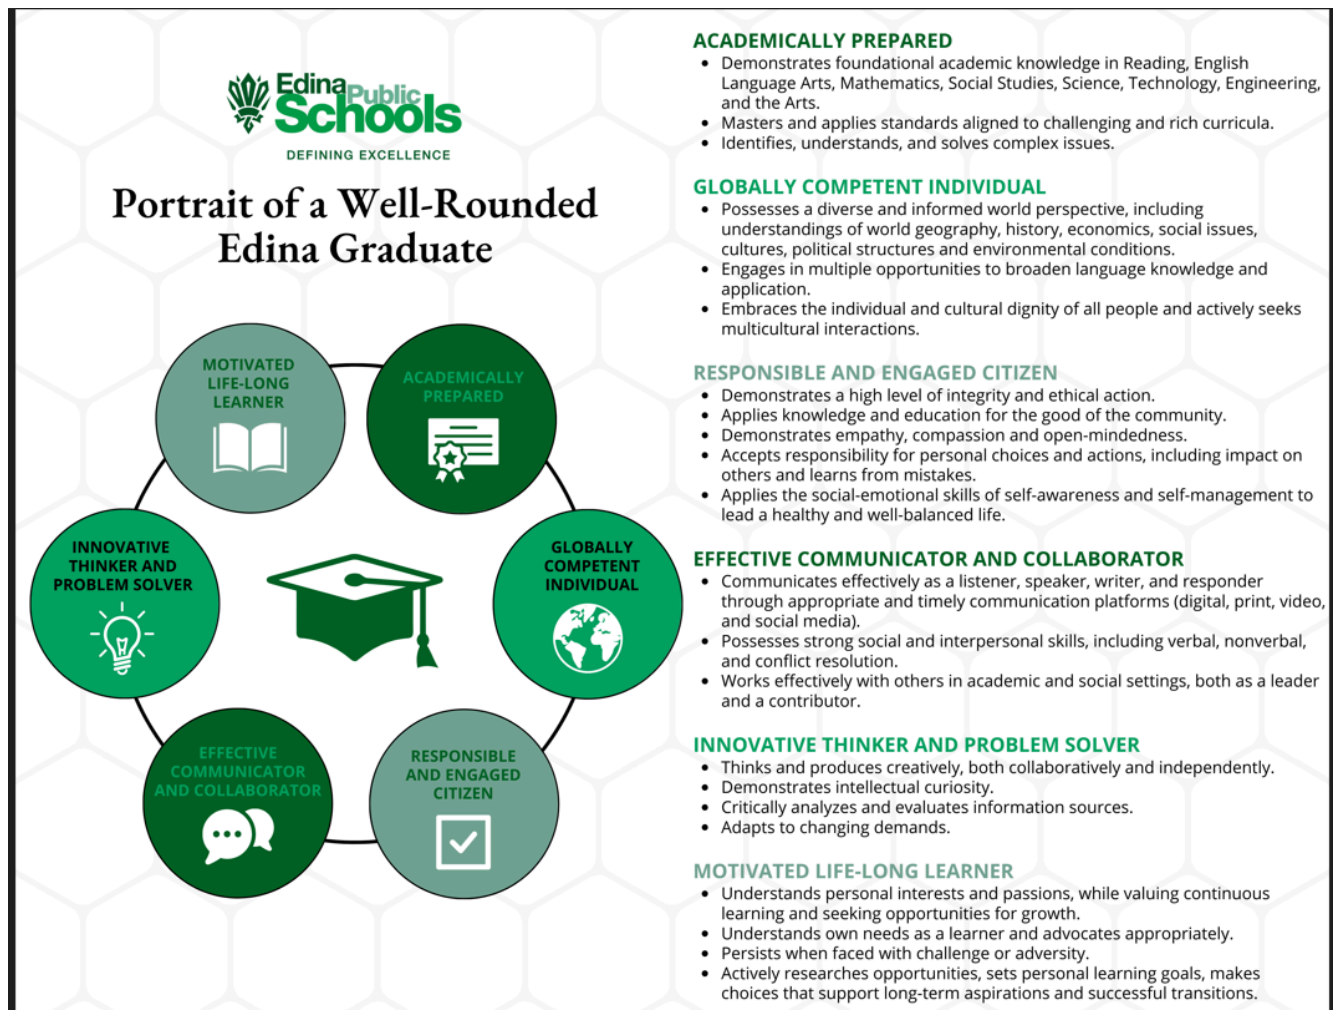 Edina Public
Schools
DEFINING EXCELLENCE
Portrait of a Well-Rounded
Edina Graduate
MOTIVATED
LIFE-LONG
LEARNER
ACADEMICALLY
PREPARED
INNOVATIVE
THINKER AND
PROBLEM SOLVER
GLOBALLY
COMPETENT
INDIVIDUAL
EFFECTIVE
COMMUNICATOR
AND COLLABORATOR
RESPONSIBLE
AND ENGAGED
CITIZEN
ACADEMICALLY PREPARED
• Demonstrates foundational academic knowledge in Reading, English
Language Arts, Mathematics, Social Studies, Science, Technology, Engineering,
and the Arts.
• Masters and applies standards aligned to challenging and rich curricula.
• Identifies, understands, and solves complex issues.
GLOBALLY COMPETENT INDIVIDUAL
• Possesses a diverse and informed world perspective, including
understandings of world geography, history, economics, social issues,
cultures, political structures and environmental conditions.
• Engages in multiple opportunities to broaden language knowledge and
application.
• Embraces the individual and cultural dignity of all people and actively seeks
multicultural interactions.
RESPONSIBLE AND ENGAGED CITIZEN
• Demonstrates a high level of integrity and ethical action.
• Applies knowledge and education for the good of the community.
• Demonstrates empathy, compassion and open-mindedness.
• Accepts responsibility for personal choices and actions, including impact on
others and learns from mistakes.
• Applies the social-emotional skills of self-awareness and self-management to
lead a healthy and well-balanced life.
EFFECTIVE COMMUNICATOR AND COLLABORATOR
• Communicates effectively as a listener, speaker, writer, and responder
through appropriate and timely communication platforms (digital, print, video,
and social media).
• Possesses strong social and interpersonal skills, including verbal, nonverbal,
and conflict resolution.
• Works effectively with others in academic and social settings, both as a leader
and a contributor.
INNOVATIVE THINKER AND PROBLEM SOLVER
• Thinks and produces creatively, both collaboratively and independently.
• Demonstrates intellectual curiosity.
• Critically analyzes and evaluates information sources.
• Adapts to changing demands.
MOTIVATED LIFE-LONG LEARNER
• Understands personal interests and passions, while valuing continuous
learning and seeking opportunities for growth.
• Understands own needs as a learner and advocates appropriately.
• Persists when faced with challenge or adversity.
• Actively researches opportunities, sets personal learning goals, makes
choices that support long-term aspirations and successful transitions.